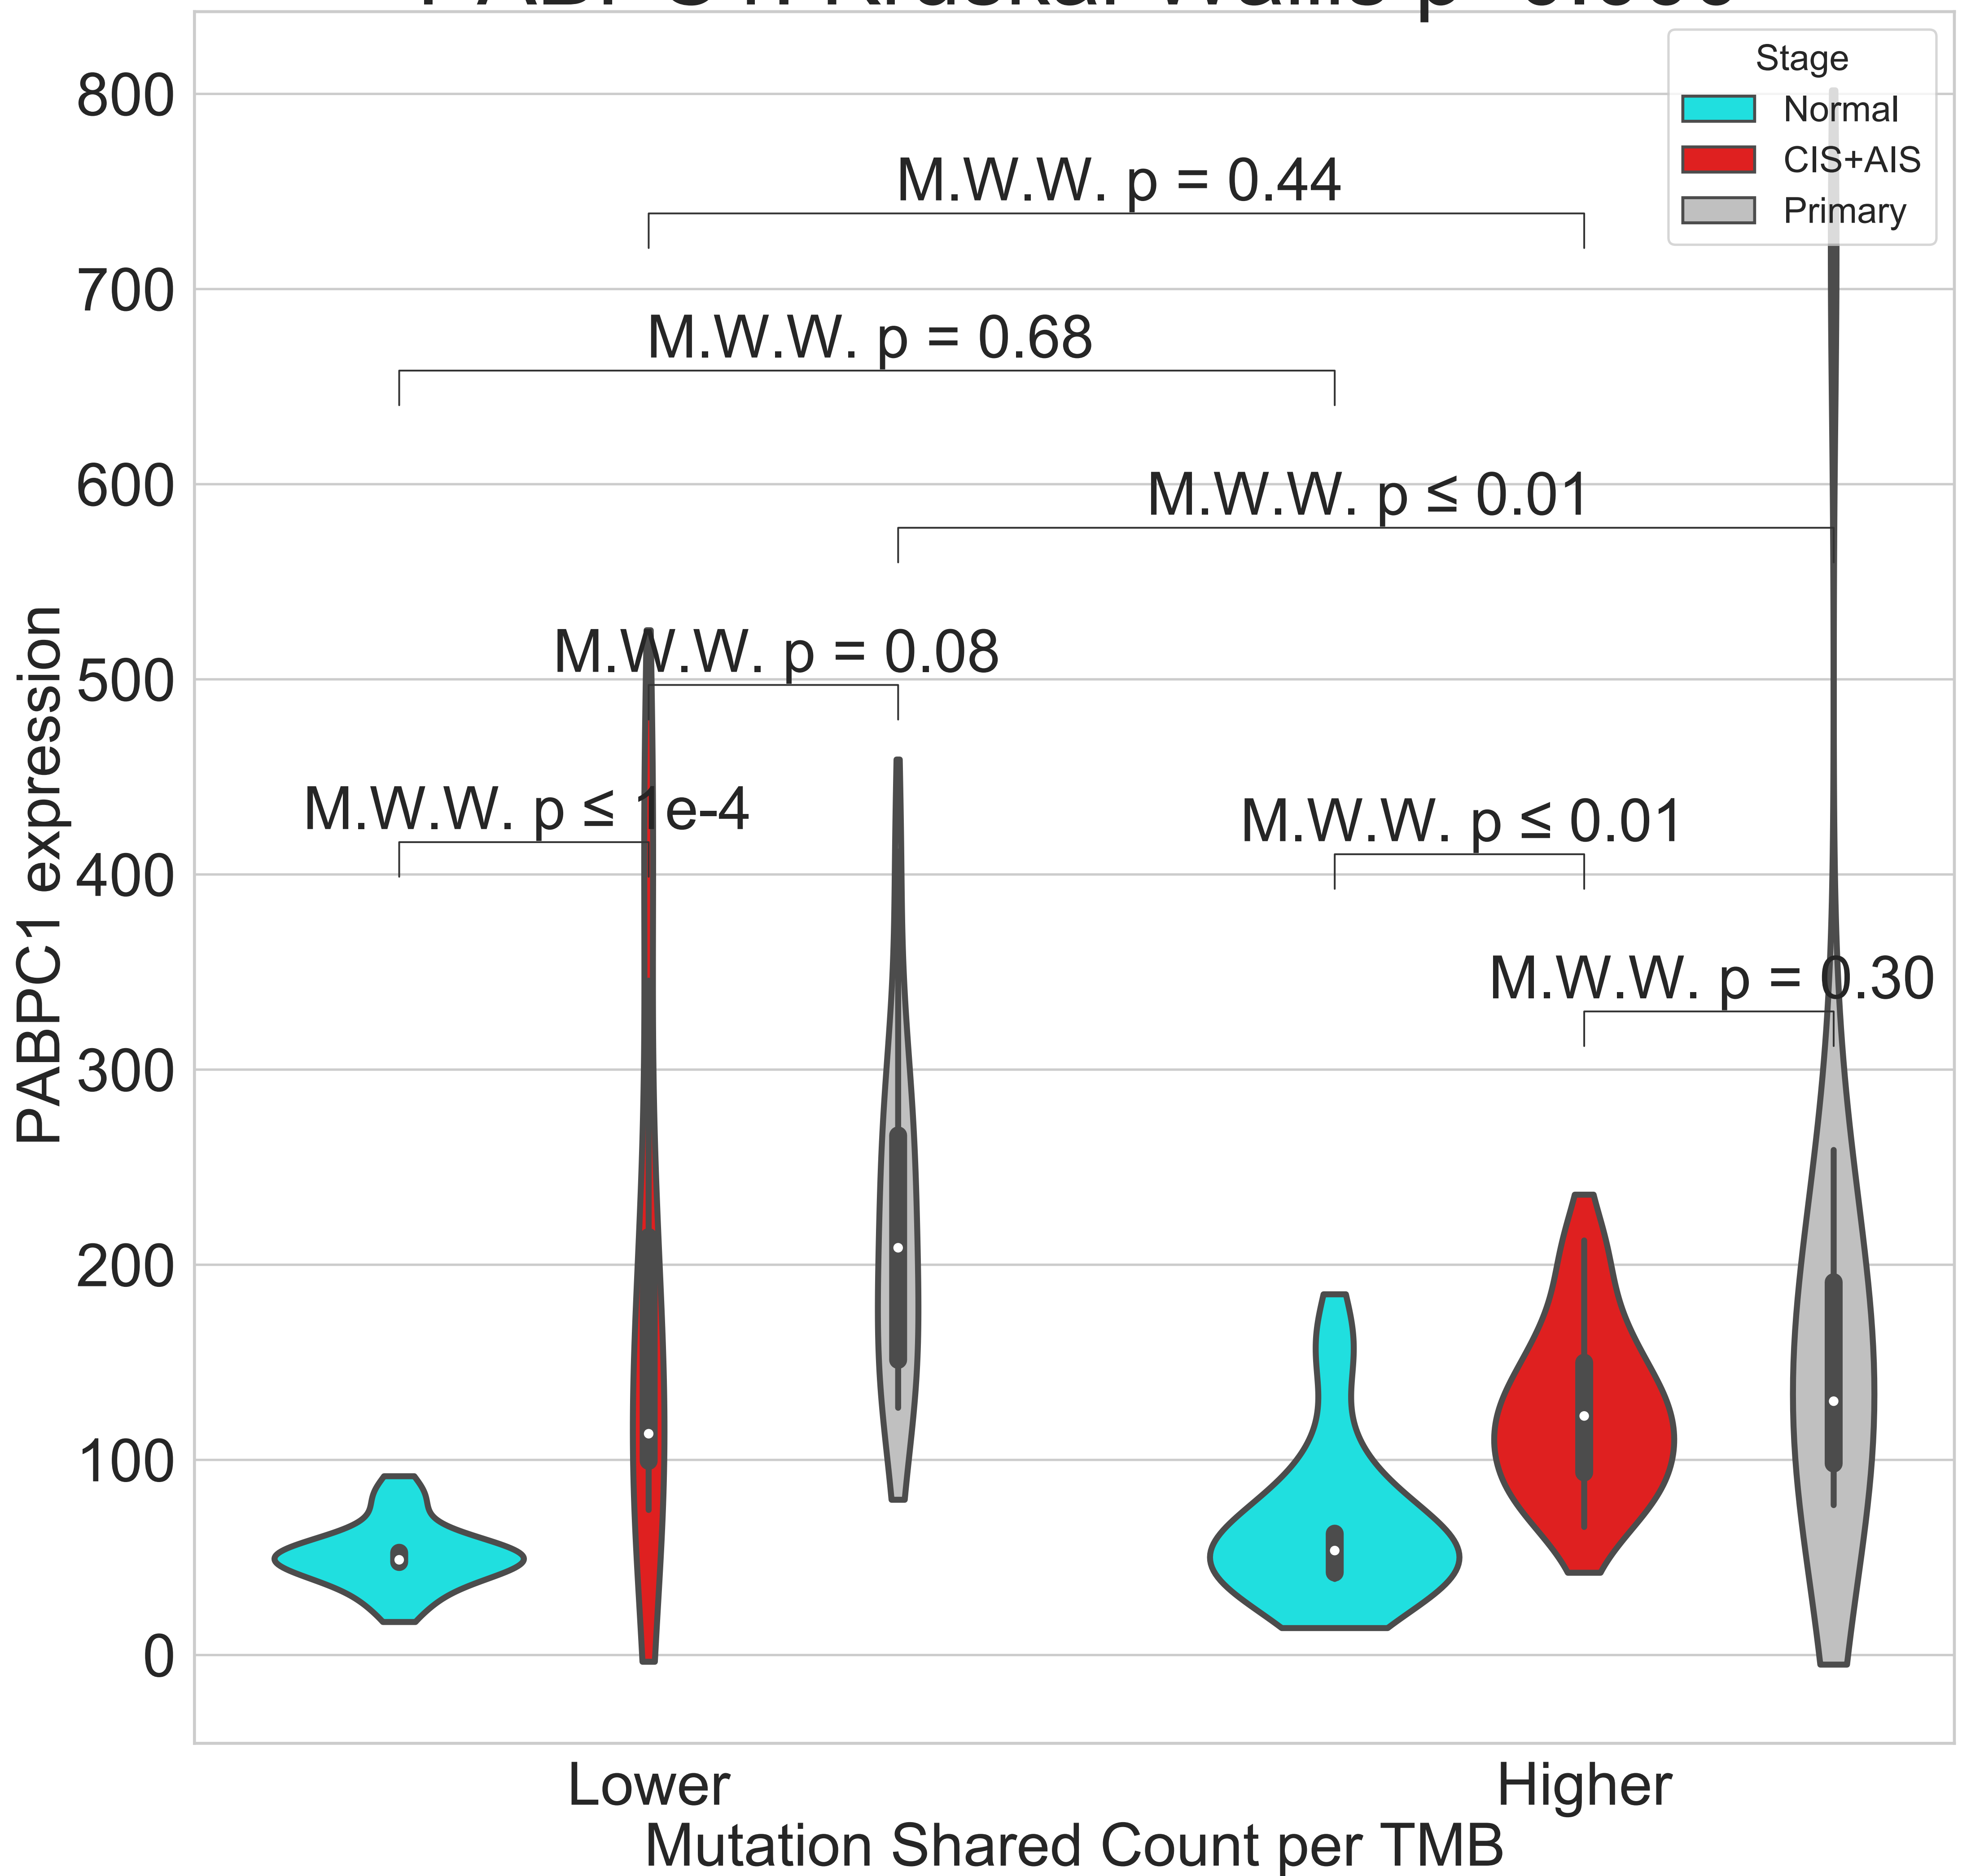 Stage
Normal
CIS+AIS
Primary
M.W.W. p = 0.44
M.W.W. p = 0.68
M.W.W. p ≤ 0.01
M.W.W. p = 0.08
M.W.W. p ≤ 1e-4
M.W.W. p ≤ 0.01
M.W.W. p = 0.30
800
700
600
500
400
300
200
100
0
PABPC1 expression
Lower
Higher
Mutation Shared Count per TMB